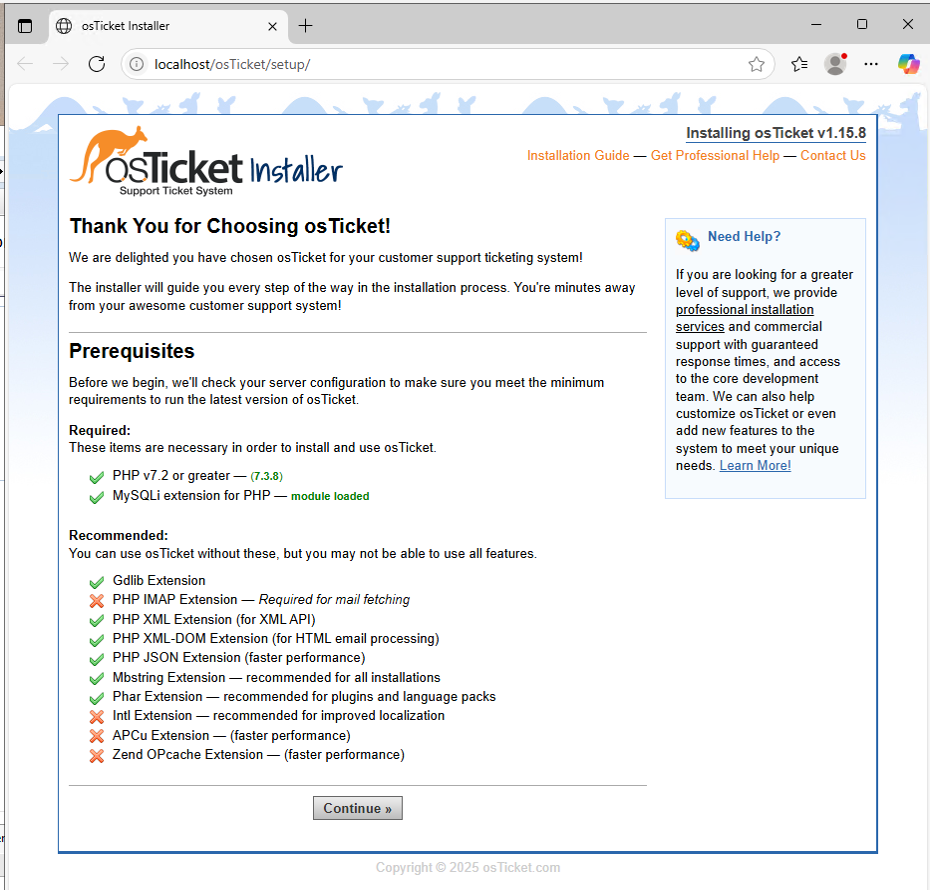 osTicket Installer
localhost/osTicket/setup/
osTicket Installer
Support Ticket System
Installing osTicket v1.15.8
Installation Guide — Get Professional Help — Contact Us
Thank You for Choosing osTicket!
We are delighted you have chosen osTicket for your customer support ticketing system!
The installer will guide you every step of the way in the installation process. You're minutes away
from your awesome customer support system!
Prerequisites
Before we begin, we'll check your server configuration to make sure you meet the minimum
requirements to run the latest version of osTicket.
Required:
These items are necessary in order to install and use osTicket.
PHP v7.2 or greater — (7.3.8)
MySQLi extension for PHP — module loaded
Recommended:
You can use osTicket without these, but you may not be able to use all features.
Gdlib Extension
PHP IMAP Extension — Required for mail fetching
PHP XML Extension (for XML API)
PHP XML-DOM Extension (for HTML email processing)
PHP JSON Extension (faster performance)
Mbstring Extension — recommended for all installations
Phar Extension — recommended for plugins and language packs
Intl Extension — recommended for improved localization
APCu Extension — (faster performance)
Zend OPcache Extension — (faster performance)
Continue »
Need Help?
If you are looking for a greater
level of support, we provide
professional installation
services and commercial
support with guaranteed
response times, and access
to the core development
team. We can also help
customize osTicket or even
add new features to the
system to meet your unique
needs. Learn More!
Copyright © 2025 osTicket.com